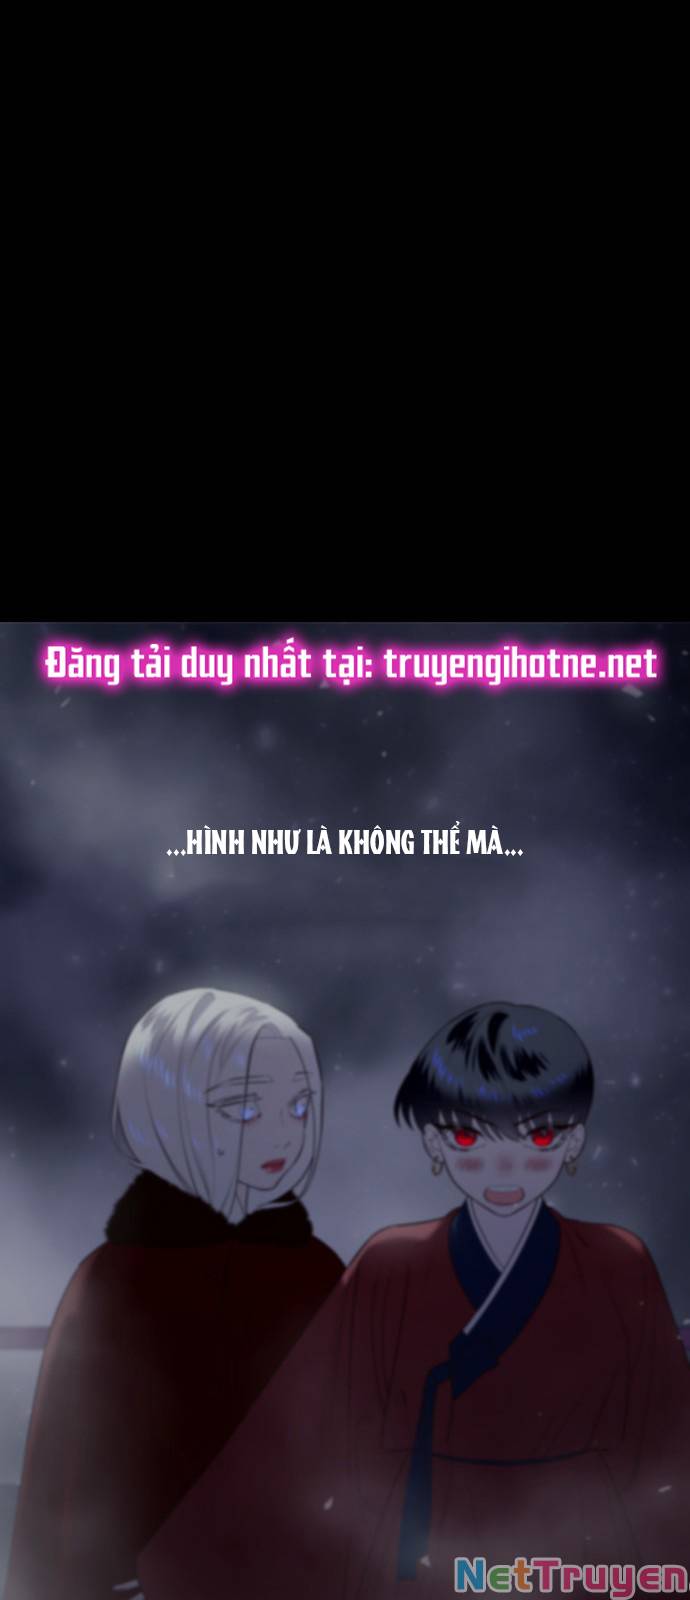 Đăng tải duy nhất tại: truyengihotne.net
...HÌNH NHƯ LÀ KHÔNG THỂ MÀ...
NetTruyen